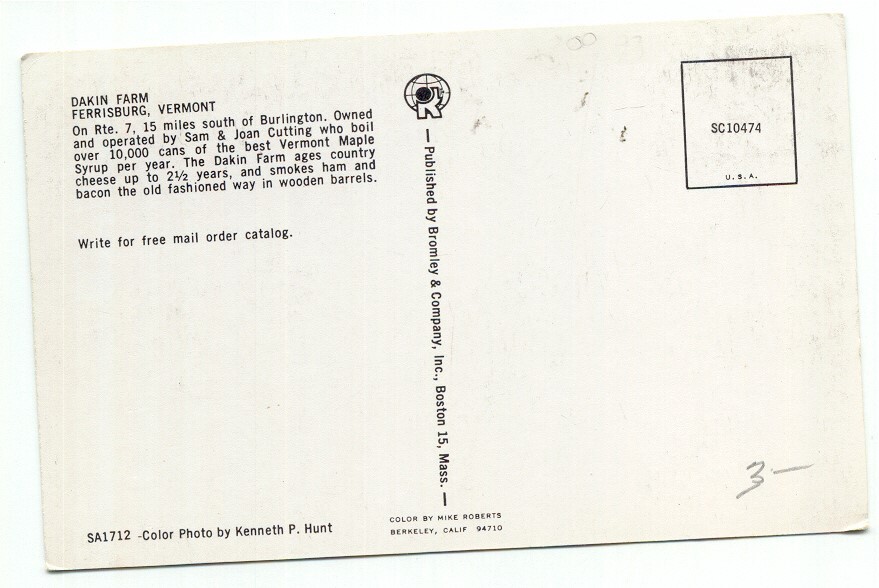 DAKIN FARM
FERRISBURG, VERMONT
On Rte. 7, 15 miles south of Burlington. Owned
and operated by Sam & Joan Cutting who boil
over 10,000 cans of the best Vermont Maple
Syrup per year. The Dakin Farm ages country
cheese up to 2½ years, and smokes ham and
bacon the old fashioned way in wooden barrels.
Write for free mail order catalog.
SA1712 -Color Photo by Kenneth P. Hunt
— Published by Bromley & Company, Inc., Boston 15, Mass. —
COLOR BY MIKE ROBERTS
BERKELEY, CALIF 94710
SC10474
U.S.A.
3—